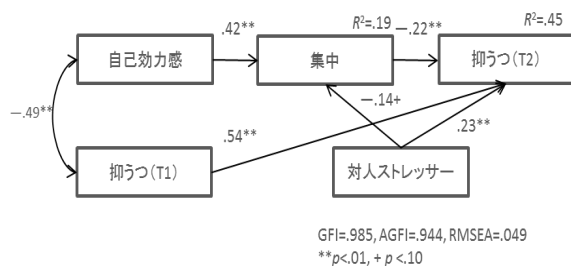 R²=.19
R²=.45
.42**
−.22**
自己効力感
集中
抑うつ(T2)
−.14+
−.49**
.54**
.23**
抑うつ(T1)
対人ストレッサー
GFI=.985, AGFI=.944, RMSEA=.049
**p<.01, + p <.10